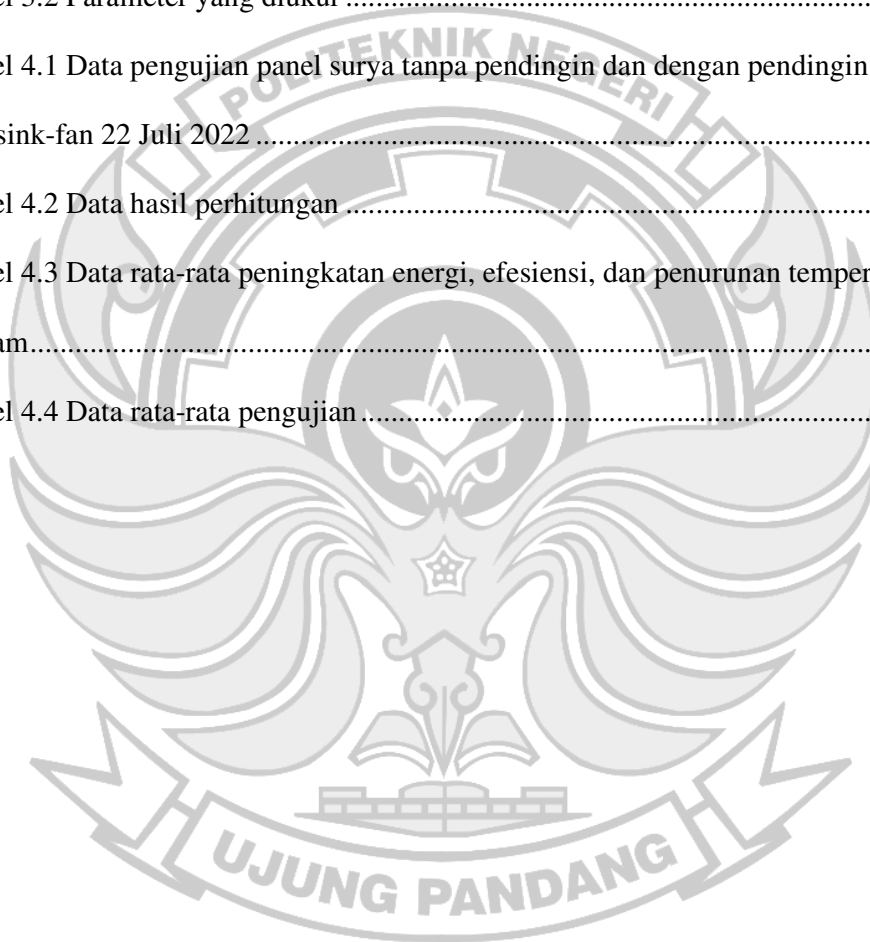 el 3.2 Parameter yang diukur ........................................................................................
el 4.1 Data pengujian panel surya tanpa pendingin dan dengan pendingin
sink-fan 22 Juli 2022 ........................................................................................
el 4.2 Data hasil perhitungan ........................................................................................
el 4.3 Data rata-rata peningkatan energi, efesiensi, dan penurunan temper
am ........................................................................................
el 4.4 Data rata-rata pengujian ........................................................................................
POLITEKNIK NEGERI
UJUNG PANDANG